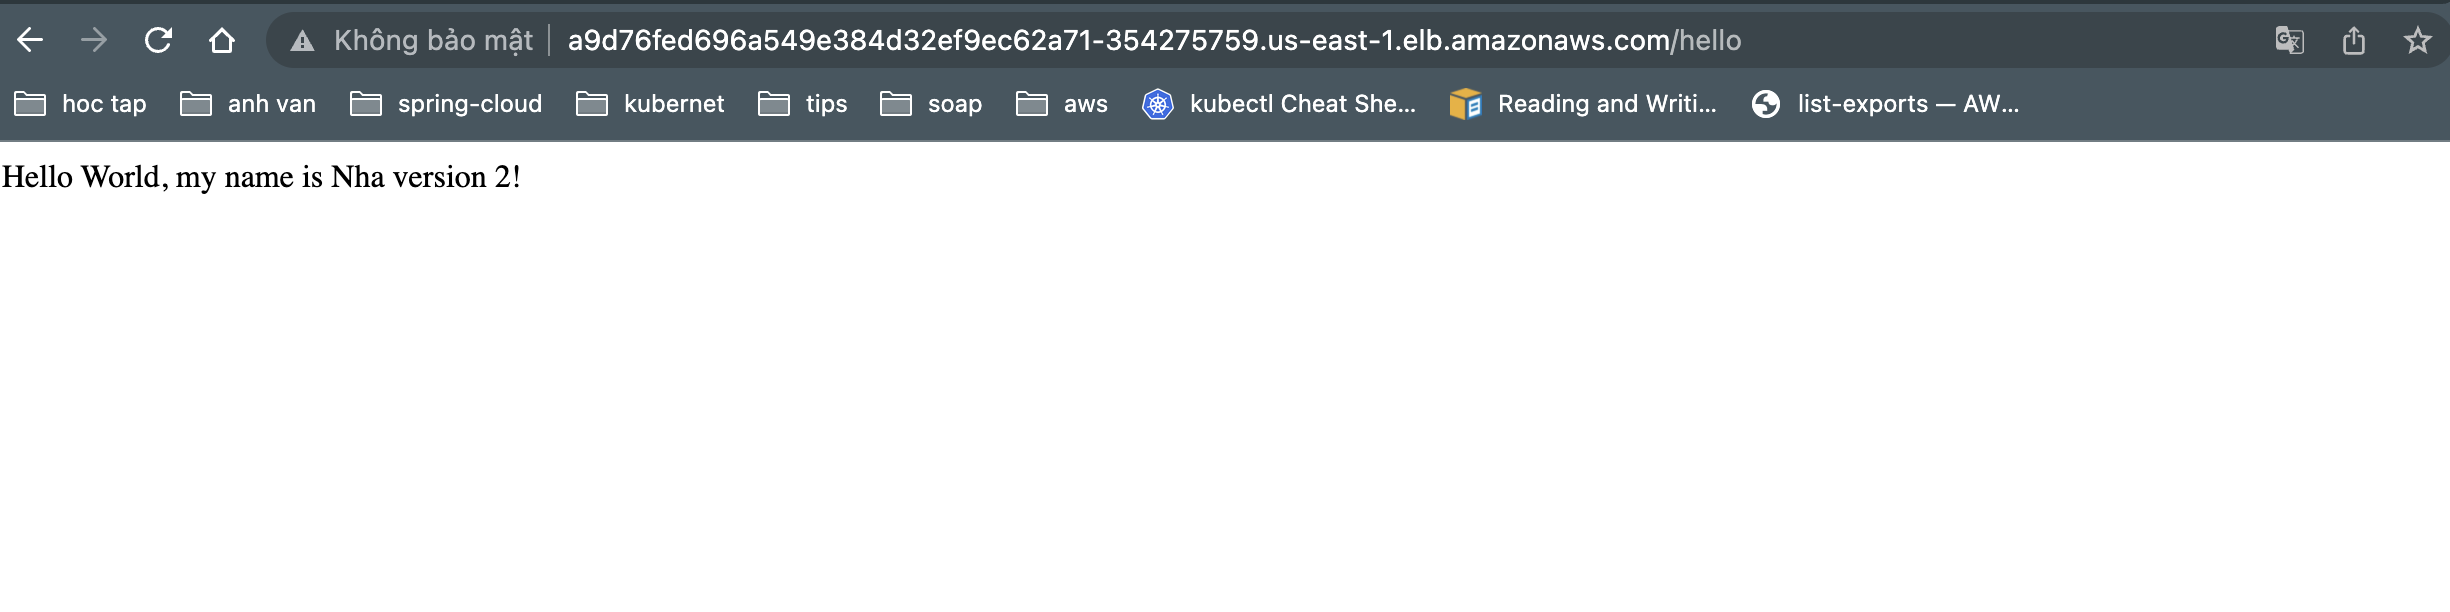 Không bảo mật a9d76fed696a549e384d32ef9ec62a71-354275759.us-east-1.elb.amazonaws.com/hello
hoc tap anh van spring-cloud kubernet tips soap aws kubectl Cheat She... Reading and Writi... list-exports — AW...
Hello World, my name is Nha version 2!